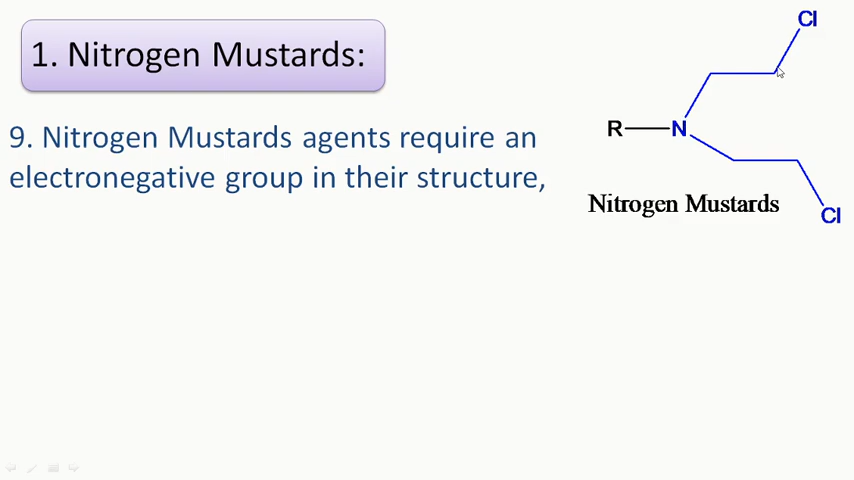 1. Nitrogen Mustards:
9. Nitrogen Mustards agents require an
electronegative group in their structure,
Cl
R
N
Nitrogen Mustards
Cl